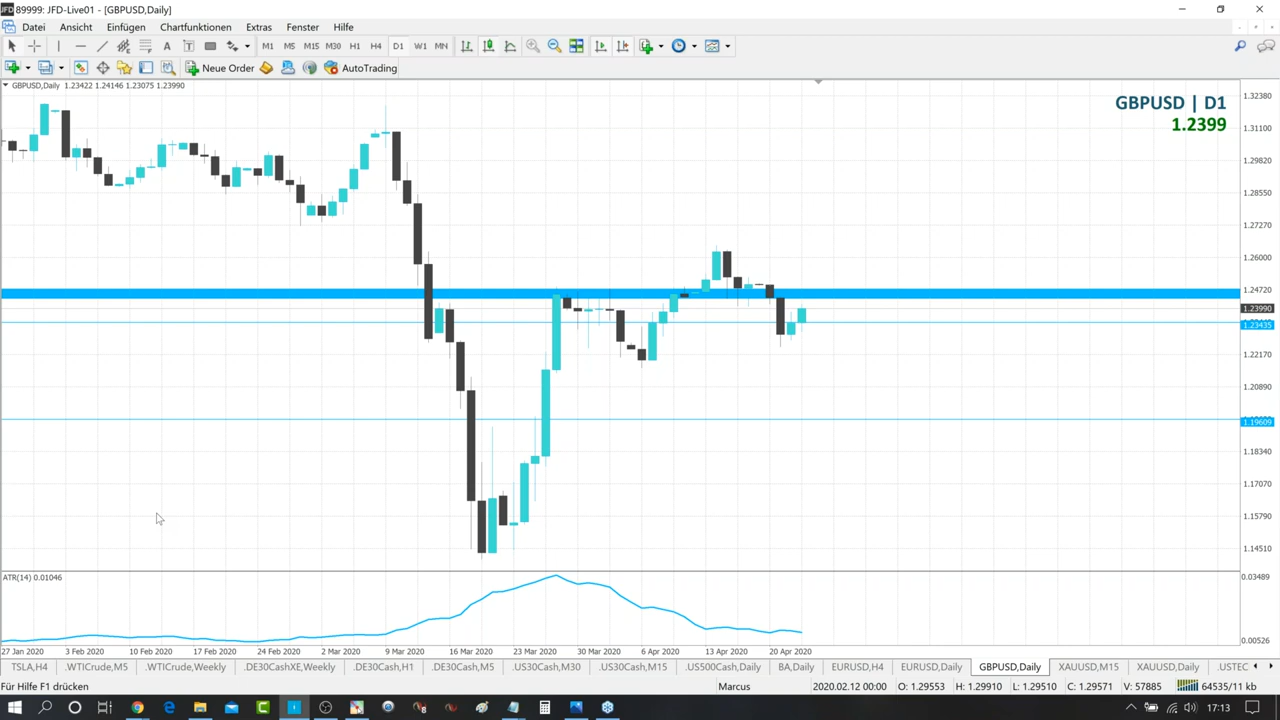 89999: JFD-Live01 - [GBPUSD,Daily]
Datei Ansicht Einfügen Chartfunktionen Extras Fenster Hilfe
A T M1 M5 M15 M30 H1 H4 D1 W1 MN
New Order AutoTrading
GBPUSD,Daily 1.23422 1.24146 1.23075 1.23990
GBPUSD | D1
1.2399
1.32380
1.31100
1.29820
1.28550
1.27270
1.26000
1.24720
1.23990
1.23435
1.22170
1.20890
1.19609
1.18340
1.17070
1.15790
1.14510
ATR(14) 0.01046
0.03489
0.00526
27 Jan 2020 3 Feb 2020 10 Feb 2020 17 Feb 2020 24 Feb 2020 2 Mar 2020 9 Mar 2020 16 Mar 2020 23 Mar 2020 30 Mar 2020 6 Apr 2020 13 Apr 2020 20 Apr 2020
TSLA,H4 .WTICrude,M5 .WTICrude,Weekly .DE30CashXE,Weekly .DE30Cash,H1 .DE30Cash,M5 .US30Cash,M30 .US30Cash,M15 .US500Cash,Daily BA,Daily EURUSD,H4 EURUSD,Daily GBPUSD,Daily XAUUSD,M15 XAUUSD,Daily .USTEC
Für Hilfe F1 drücken Marcus 2020.02.12 00:00 O: 1.29553 H: 1.29910 L: 1.29510 C: 1.29571 V: 57885 64535/11 kb
17:13